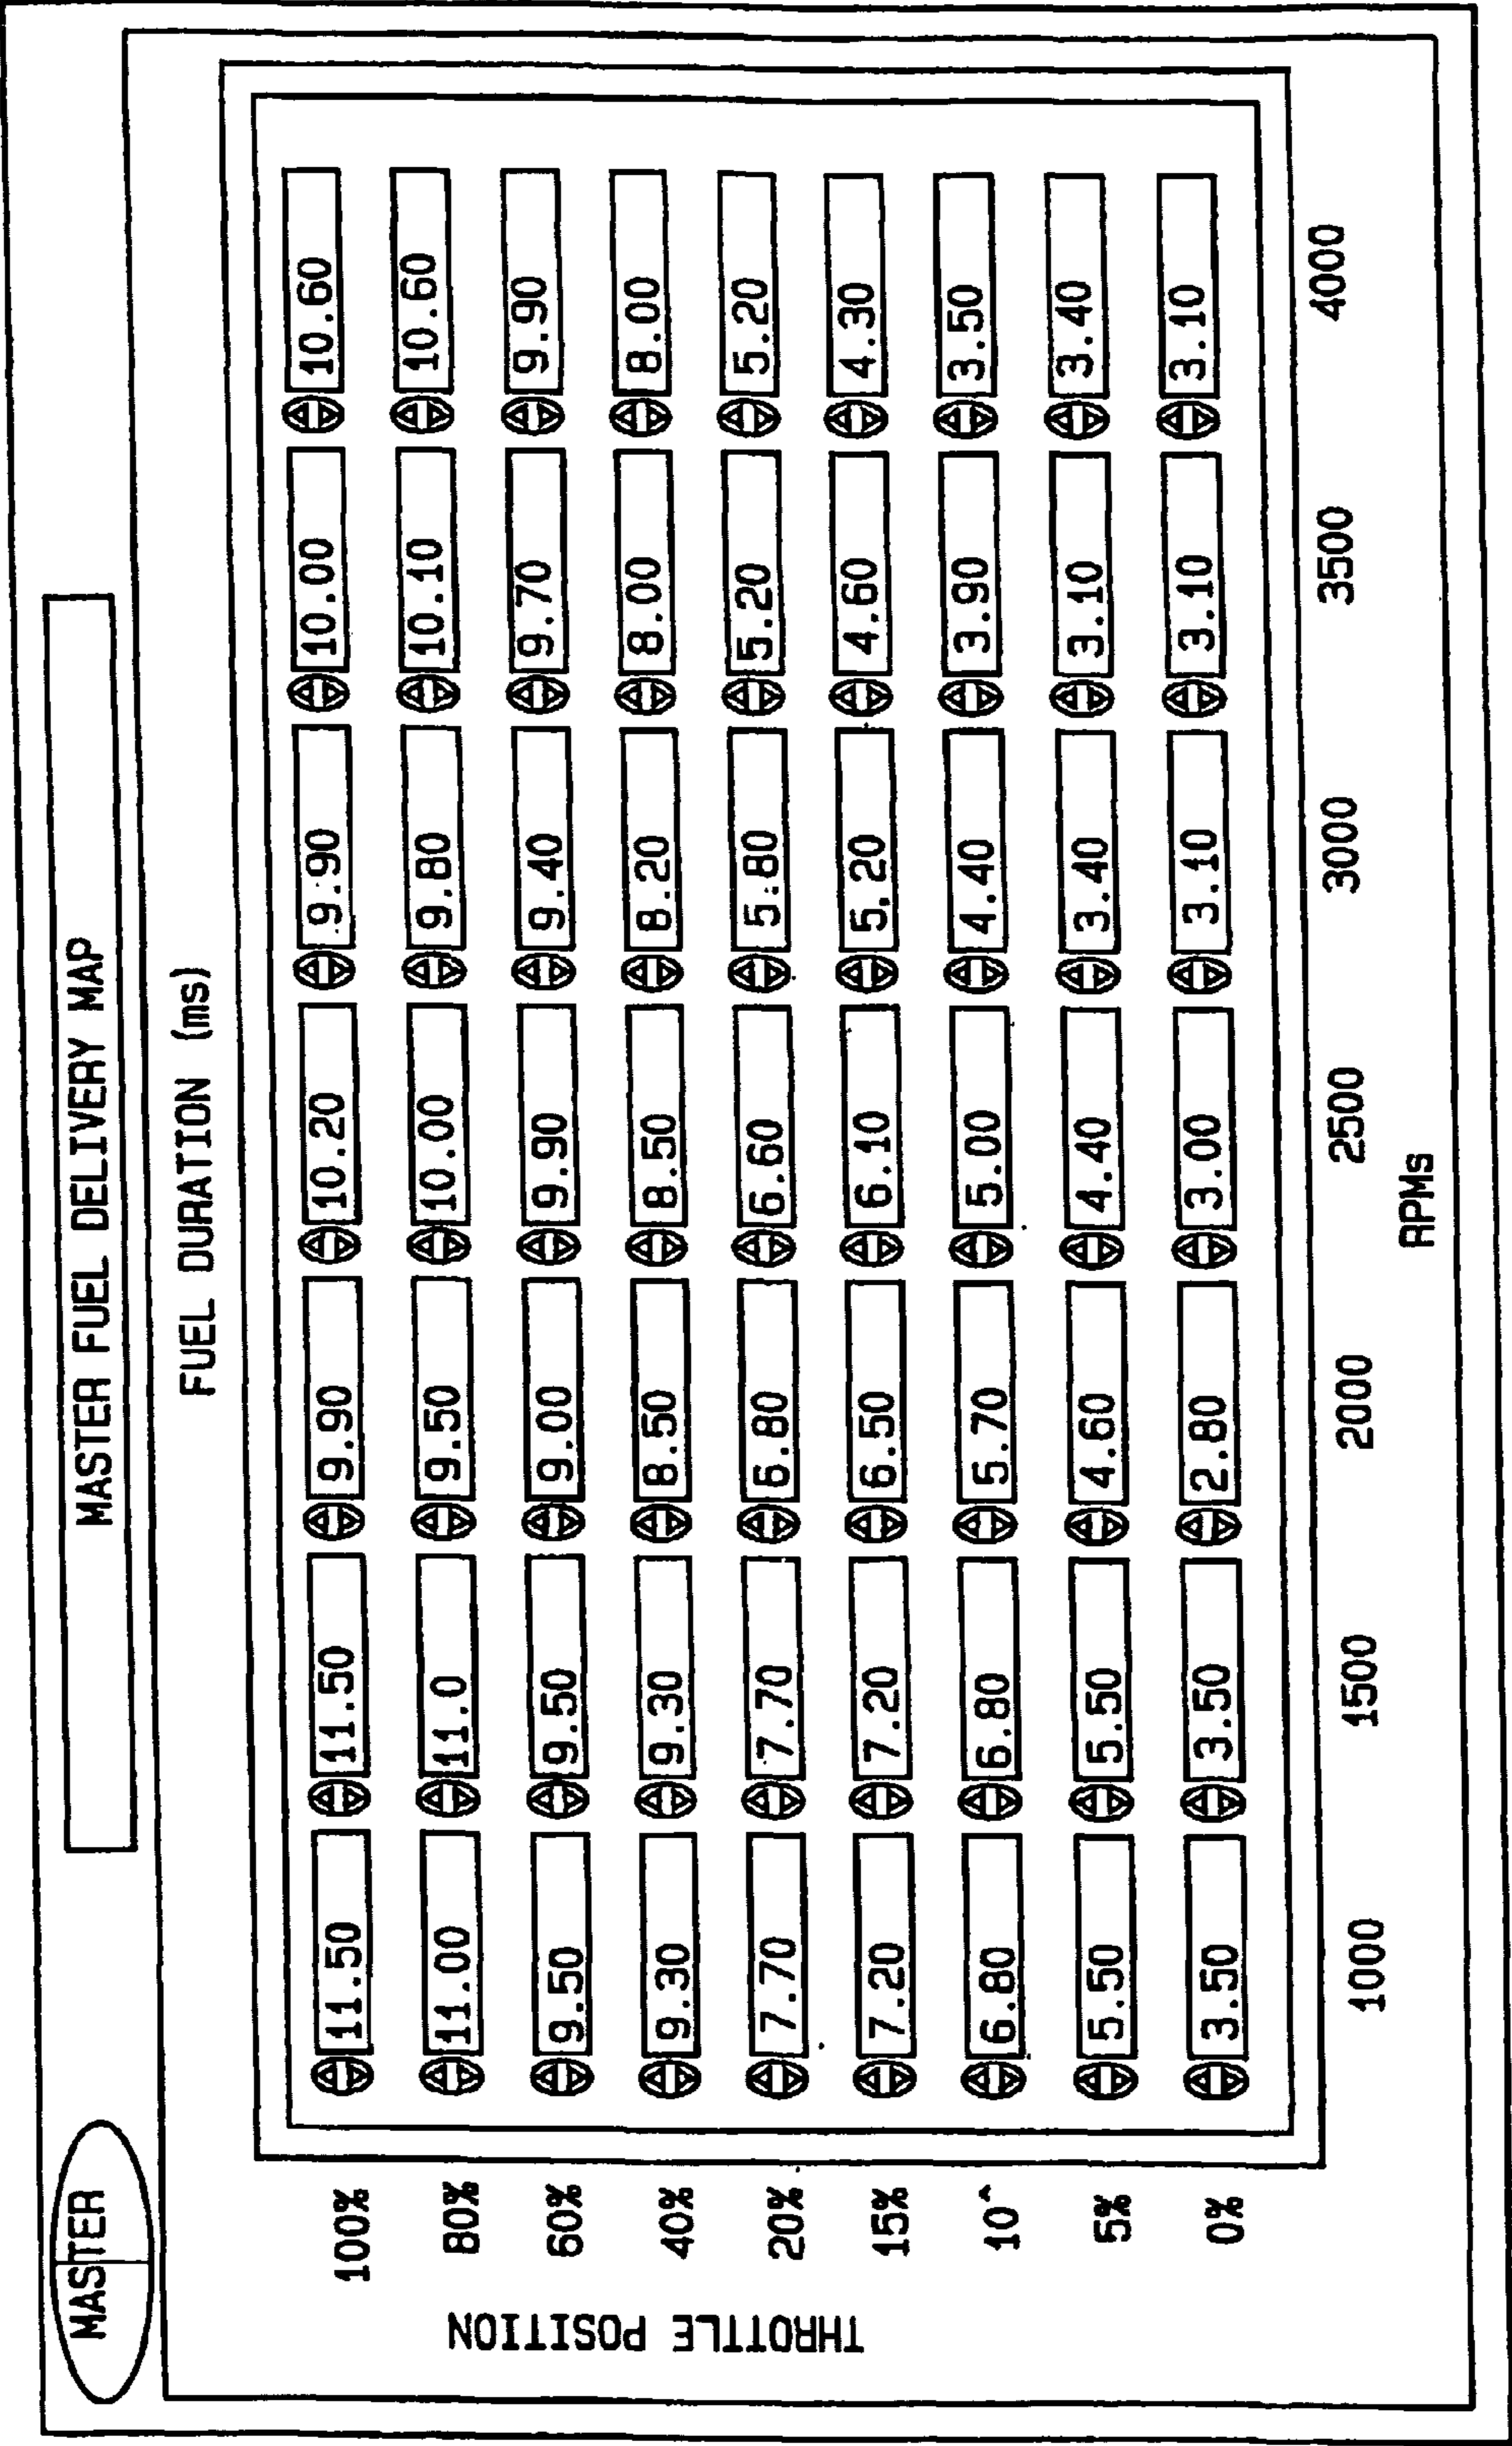 MASTER
MASTER FUEL DELIVERY MAP
FUEL DURATION (ms)
THROTTLE POSITION
100% 11.50 11.50 9.90 10.20 9.90 10.00 10.60
80% 11.00 11.0 9.50 10.00 9.80 10.10 10.60
60% 9.50 9.50 9.00 9.90 9.40 9.70 9.90
40% 9.30 9.30 8.50 8.50 8.20 8.00 8.00
20% 7.70 7.70 6.80 6.60 5.80 5.20 5.20
15% 7.20 7.20 6.50 6.10 5.20 4.60 4.30
10^ 6.80 6.80 5.70 5.00 4.40 3.90 3.50
5% 5.50 5.50 4.60 4.40 3.40 3.10 3.40
0% 3.50 3.50 2.80 3.00 3.10 3.10 3.10
1000 1500 2000 2500 3000 3500 4000
RPMs